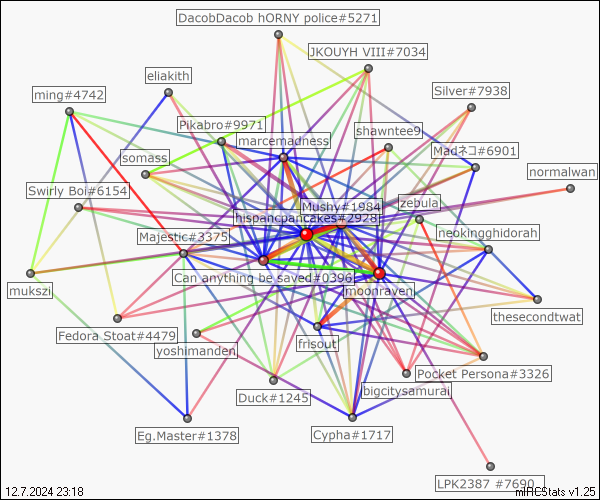 DacobDacob hORNY police#5271
JKOUYH VIII#7034
eliakith
Silver#7938
ming#4742
Pikabro#9971
marcemadness
shawntee9
somass
Madネコ#6901
normalwan
Swirly Boi#6154
zebula
Mushy#1984
hispancpancakes#2928
Majestic#3375
neokingghidorah
Can anything be saved#0396
mukszi
moonraven
thesecondtwat
Fedora Stoat#4479
yoshimanden
frisout
Pocket Persona#3326
Duck#1245
bigcitysamurai
Eg.Master#1378
Cypha#1717
LPK2387 #7690
12.7.2024 23:18
mIRCStats v1.25